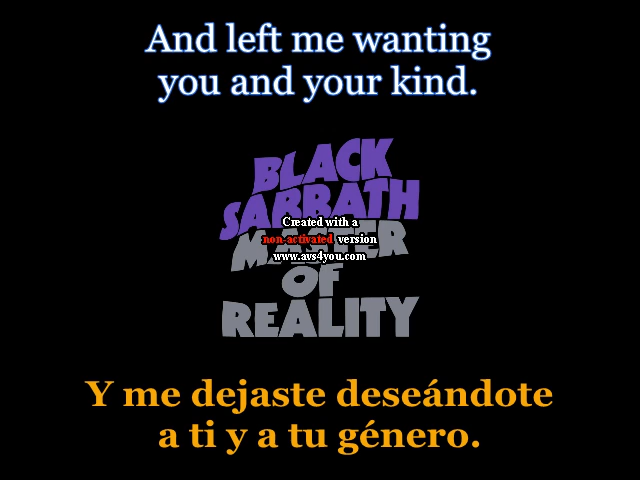 And left me wanting
you and your kind.
BLACK
SABBATH
Created with a
MASTER
non-activated version
www.avs4you.com
OF
REALITY
Y me dejaste deseándote
a ti y a tu género.